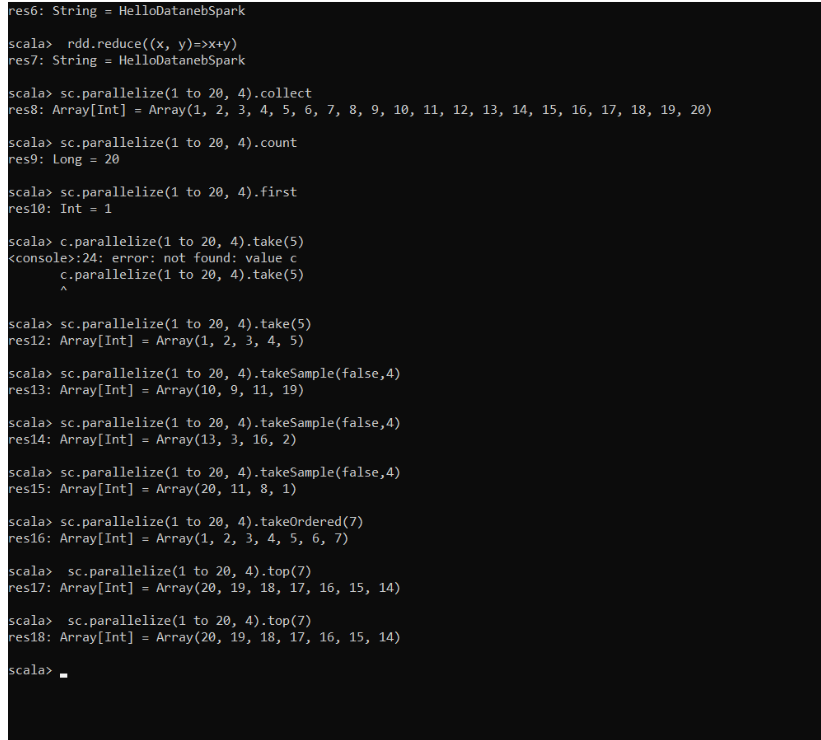 res6: String = HelloDatanebSpark
scala>  rdd.reduce((x, y)=>x+y)
res7: String = HelloDatanebSpark
scala> sc.parallelize(1 to 20, 4).collect
res8: Array[Int] = Array(1, 2, 3, 4, 5, 6, 7, 8, 9, 10, 11, 12, 13, 14, 15, 16, 17, 18, 19, 20)
scala> sc.parallelize(1 to 20, 4).count
res9: Long = 20
scala> sc.parallelize(1 to 20, 4).first
res10: Int = 1
scala> c.parallelize(1 to 20, 4).take(5)
<console>:24: error: not found: value c
       c.parallelize(1 to 20, 4).take(5)
       ^
scala> sc.parallelize(1 to 20, 4).take(5)
res12: Array[Int] = Array(1, 2, 3, 4, 5)
scala> sc.parallelize(1 to 20, 4).takeSample(false,4)
res13: Array[Int] = Array(10, 9, 11, 19)
scala> sc.parallelize(1 to 20, 4).takeSample(false,4)
res14: Array[Int] = Array(13, 3, 16, 2)
scala> sc.parallelize(1 to 20, 4).takeSample(false,4)
res15: Array[Int] = Array(20, 11, 8, 1)
scala> sc.parallelize(1 to 20, 4).takeOrdered(7)
res16: Array[Int] = Array(1, 2, 3, 4, 5, 6, 7)
scala>  sc.parallelize(1 to 20, 4).top(7)
res17: Array[Int] = Array(20, 19, 18, 17, 16, 15, 14)
scala>  sc.parallelize(1 to 20, 4).top(7)
res18: Array[Int] = Array(20, 19, 18, 17, 16, 15, 14)
scala>